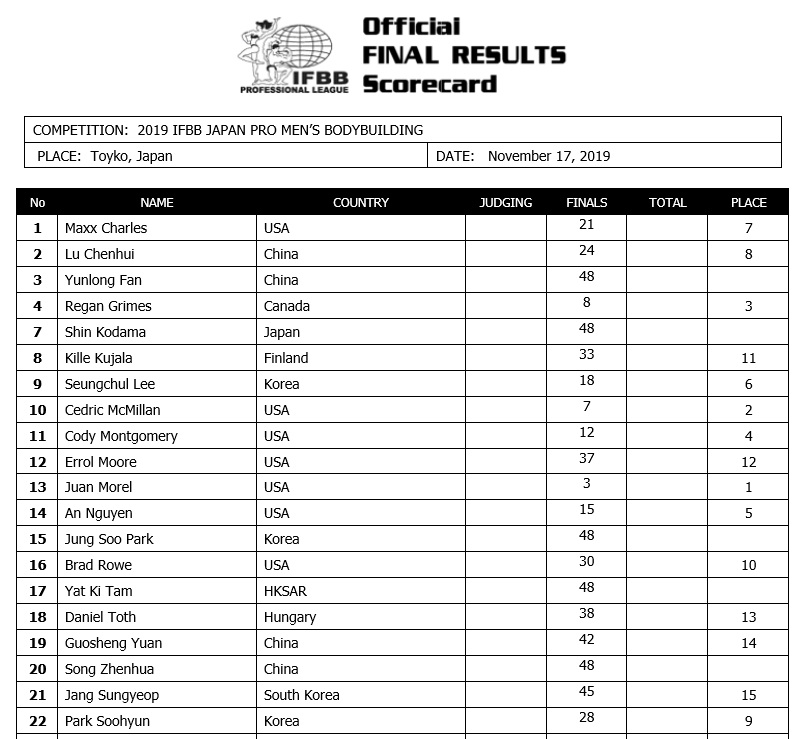 Official
FINAL RESULTS
Scorecard
IFBB
PROFESSIONAL LEAGUE
COMPETITION: 2019 IFBB JAPAN PRO MEN'S BODYBUILDING
PLACE: Toyko, Japan DATE: November 17, 2019
No NAME COUNTRY JUDGING FINALS TOTAL PLACE
1 Maxx Charles USA 21 7
2 Lu Chenhui China 24 8
3 Yunlong Fan China 48
4 Regan Grimes Canada 8 3
7 Shin Kodama Japan 48
8 Kille Kujala Finland 33 11
9 Seungchul Lee Korea 18 6
10 Cedric McMillan USA 7 2
11 Cody Montgomery USA 12 4
12 Errol Moore USA 37 12
13 Juan Morel USA 3 1
14 An Nguyen USA 15 5
15 Jung Soo Park Korea 48
16 Brad Rowe USA 30 10
17 Yat Ki Tam HKSAR 48
18 Daniel Toth Hungary 38 13
19 Guosheng Yuan China 42 14
20 Song Zhenhua China 48
21 Jang Sungyeop South Korea 45 15
22 Park Soohyun Korea 28 9